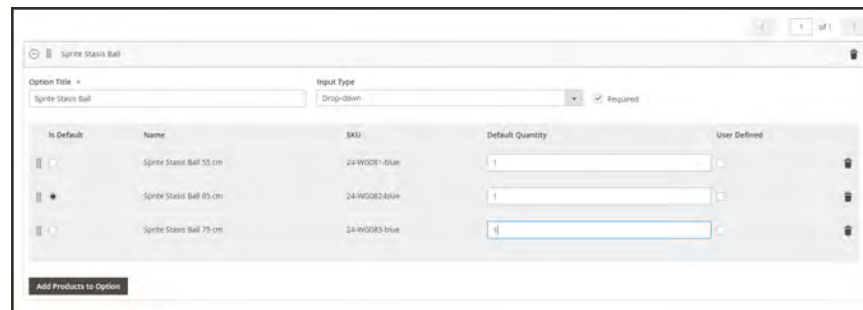 1 of 1
Sprite Stasis Ball
Option Title *
Input Type
Sprite Stasis Ball
Drop-down
Required
Is Default Name SKU Default Quantity User Defined
Sprite Stasis Ball 55 cm 24-WG081-blue 1
Sprite Stasis Ball 65 cm 24-WG082-blue 1
Sprite Stasis Ball 75 cm 24-WG083-blue 1
Add Products to Option